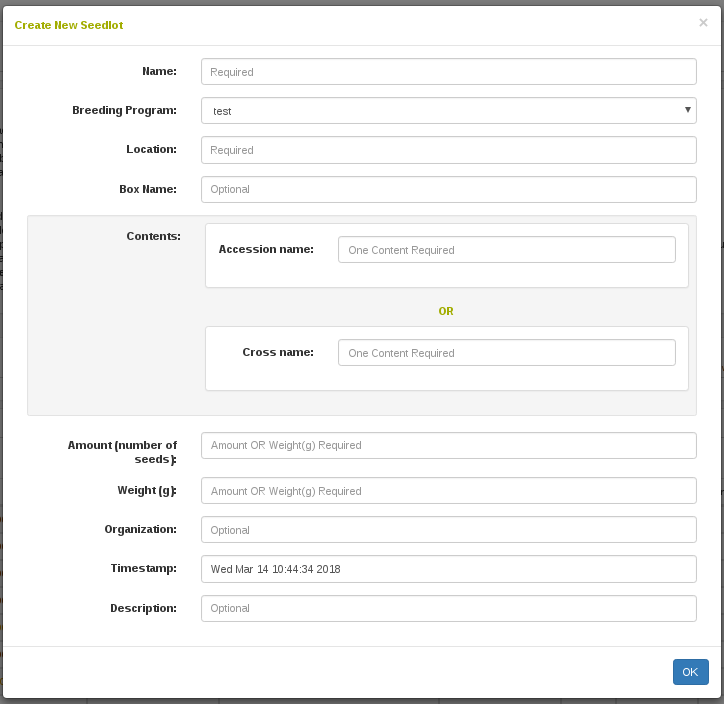 Create New Seedlot ×
Name: Required
Breeding Program: test
Location: Required
Box Name: Optional
Contents:
Accession name: One Content Required
OR
Cross name: One Content Required
Amount (number of
seeds): Amount OR Weight(g) Required
Weight (g): Amount OR Weight(g) Required
Organization: Optional
Timestamp: Wed Mar 14 10:44:34 2018
Description: Optional
OK